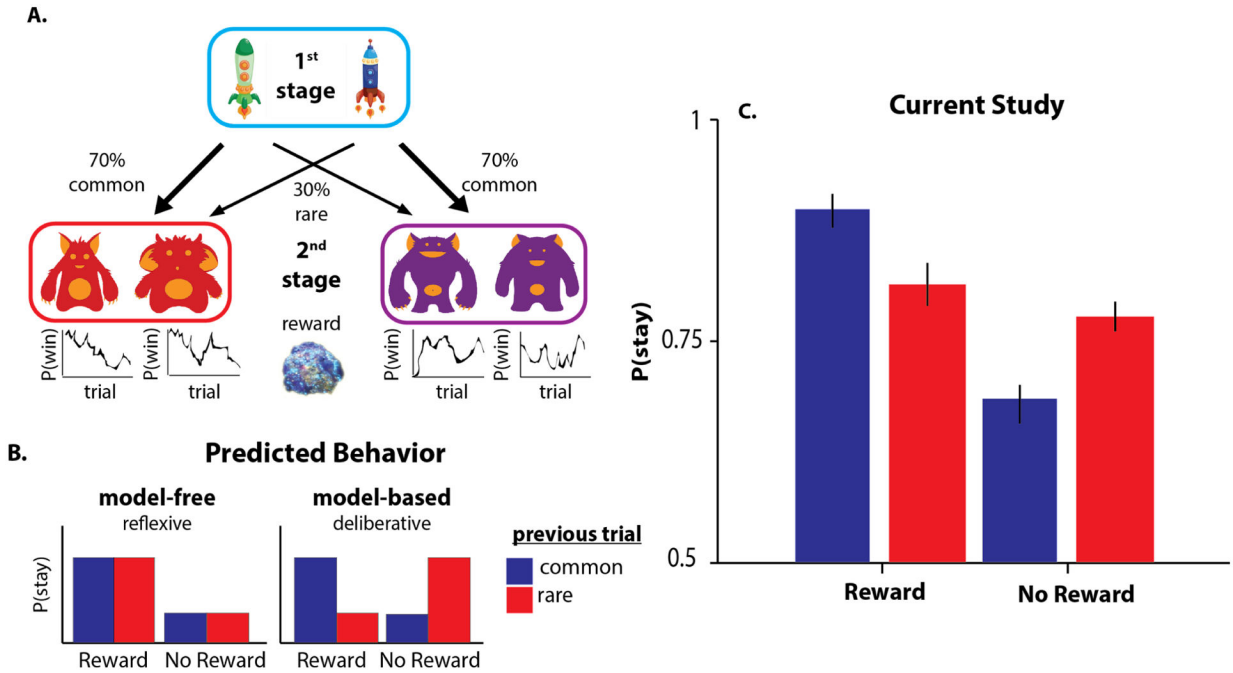 A.
1st
stage
70%
common
70%
common
30%
rare
2nd
stage
reward
P(win)
trial
P(win)
trial
P(win)
trial
P(win)
trial
B.
Predicted Behavior
model-free
reflexive
model-based
deliberative
P(stay)
Reward
No Reward
Reward
No Reward
previous trial
common
rare
C.
Current Study
P(stay)
1
0.75
0.5
Reward
No Reward